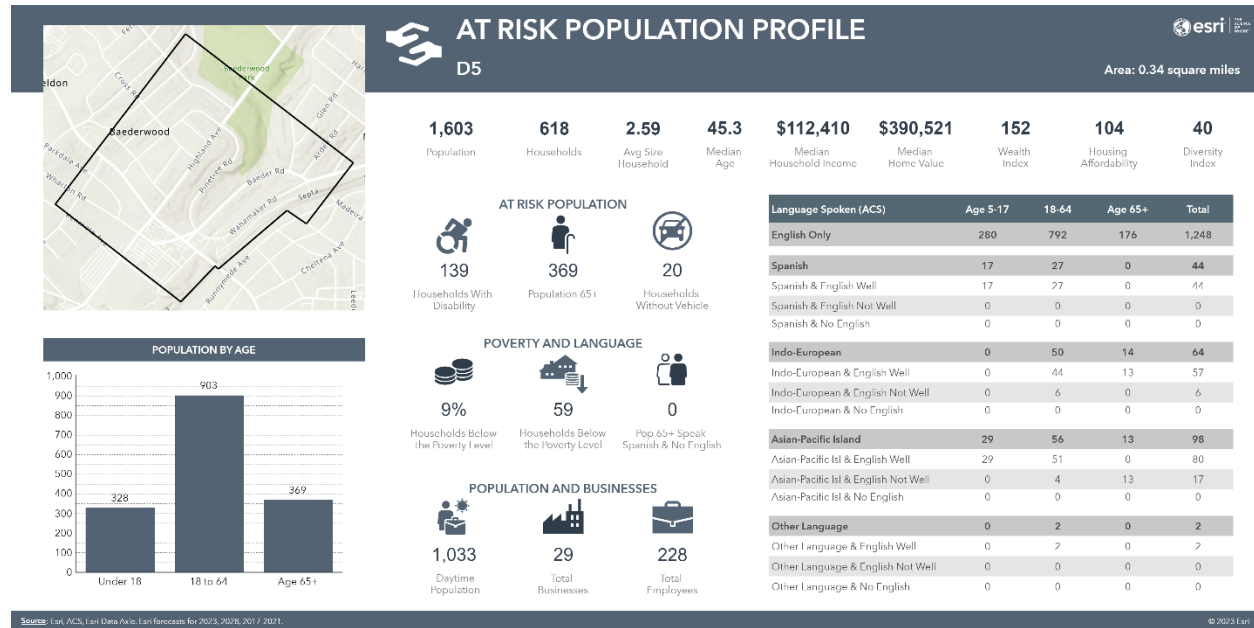 AT RISK POPULATION PROFILE
D5
esri
THE
SCIENCE
OF
WHERE
Area: 0.34 square miles
Baederwood
Park
eldon
Cross Rd
Baederwood
Highland Ave
Glen Rd
Arder Rd
Parkdale Ave
Pinetree Rd
Baeder Rd
Wharton Rd
Wanamaker Rd
Septa
Madeira
Cheltena Ave
Runnymede Ave
1,603
Population
618
Households
2.59
Avg Size
Household
45.3
Median
Age
$112,410
Median
Household Income
$390,521
Median
Home Value
152
Wealth
Index
104
Housing
Affordability
40
Diversity
Index
AT RISK POPULATION
139
Households With
Disability
369
Population 65+
20
Households
Without Vehicle
POVERTY AND LANGUAGE
9%
Households Below
the Poverty Level
59
Households Below
the Poverty Level
0
Pop 65+ Speak
Spanish & No English
POPULATION AND BUSINESSES
1,033
Daytime
Population
29
Total
Businesses
228
Total
Employees
POPULATION BY AGE
1,000
900
800
700
600
500
400
300
200
100
0
328
903
369
Under 18 18 to 64 Age 65+
Language Spoken (ACS) Age 5-17 18-64 Age 65+ Total
English Only 280 792 176 1,248
Spanish 17 27 0 44
Spanish & English Well 17 27 0 44
Spanish & English Not Well 0 0 0 0
Spanish & No English 0 0 0 0
Indo-European 0 50 14 64
Indo-European & English Well 0 44 13 57
Indo-European & English Not Well 0 6 0 6
Indo-European & No English 0 0 0 0
Asian-Pacific Island 29 56 13 98
Asian-Pacific Isl & English Well 29 51 0 80
Asian-Pacific Isl & English Not Well 0 4 13 17
Asian-Pacific Isl & No English 0 0 0 0
Other Language 0 2 0 2
Other Language & English Well 0 2 0 2
Other Language & English Not Well 0 0 0 0
Other Language & No English 0 0 0 0
Source: Esri, ACS, Esri-Data Axle. Esri forecasts for 2023, 2028, 2017-2021.
© 2023 Esri